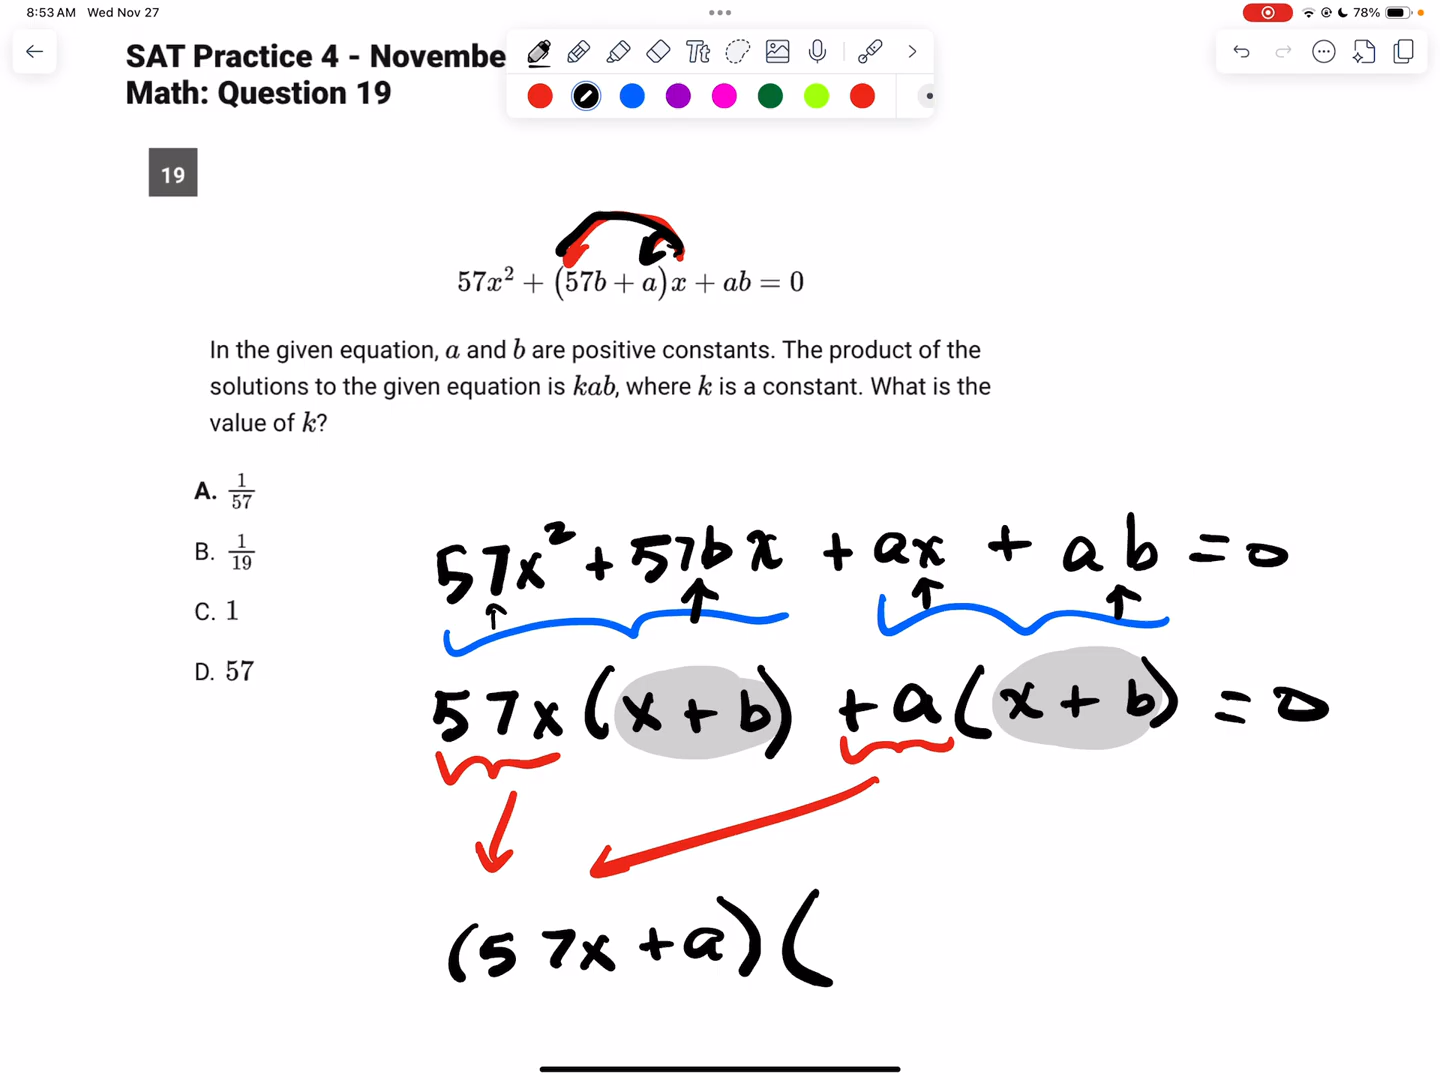 8:53 AM Wed Nov 27
78%
SAT Practice 4 - Novembe
Math: Question 19
Tt
19
57x² + (57b + a)x + ab = 0
In the given equation, a and b are positive constants. The product of the
solutions to the given equation is kab, where k is a constant. What is the
value of k?
A. 1/57
B. 1/19
C. 1
D. 57
57x² + 57bx + ax + ab = 0
57x(x + b) + a(x + b) = 0
(57x + a)(